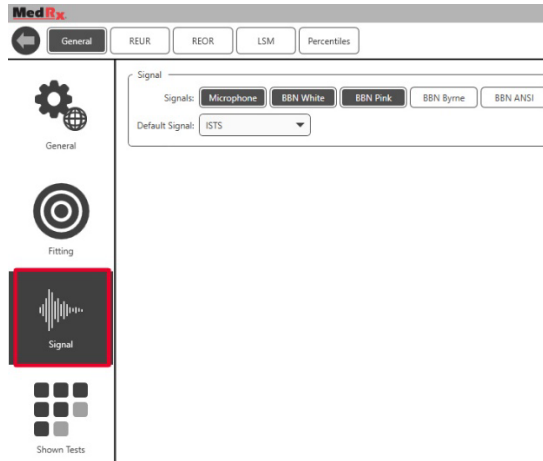 MedRx
General REUR REOR LSM Percentiles
Signal
Signals: Microphone BBN White BBN Pink BBN Byrne BBN ANSI
Default Signal: ISTS
General
Fitting
Signal
Shown Tests